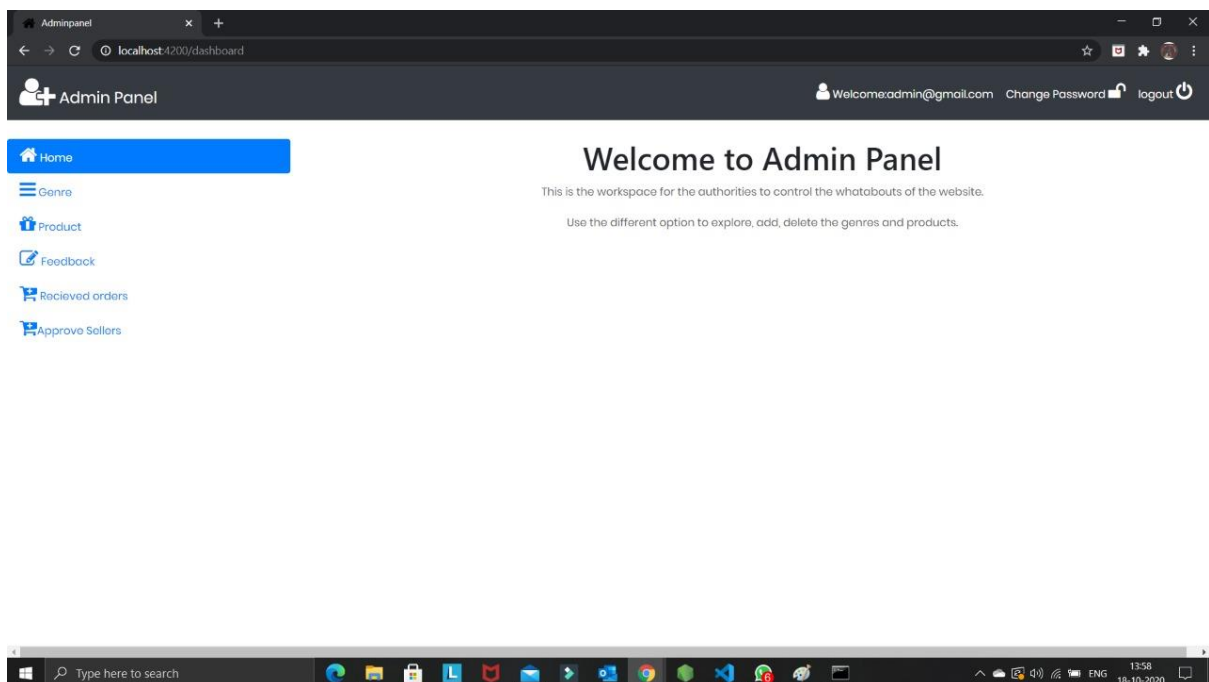 Adminpanel
localhost:4200/dashboard
Admin Panel
Welcome:admin@gmail.com Change Password logout
Home
Genre
Product
Feedback
Recieved orders
Approve Sellers
Welcome to Admin Panel
This is the workspace for the authorities to control the whatabouts of the website.
Use the different option to explore, add, delete the genres and products.
Type here to search
L
6
ENG
13:58
18-10-2020